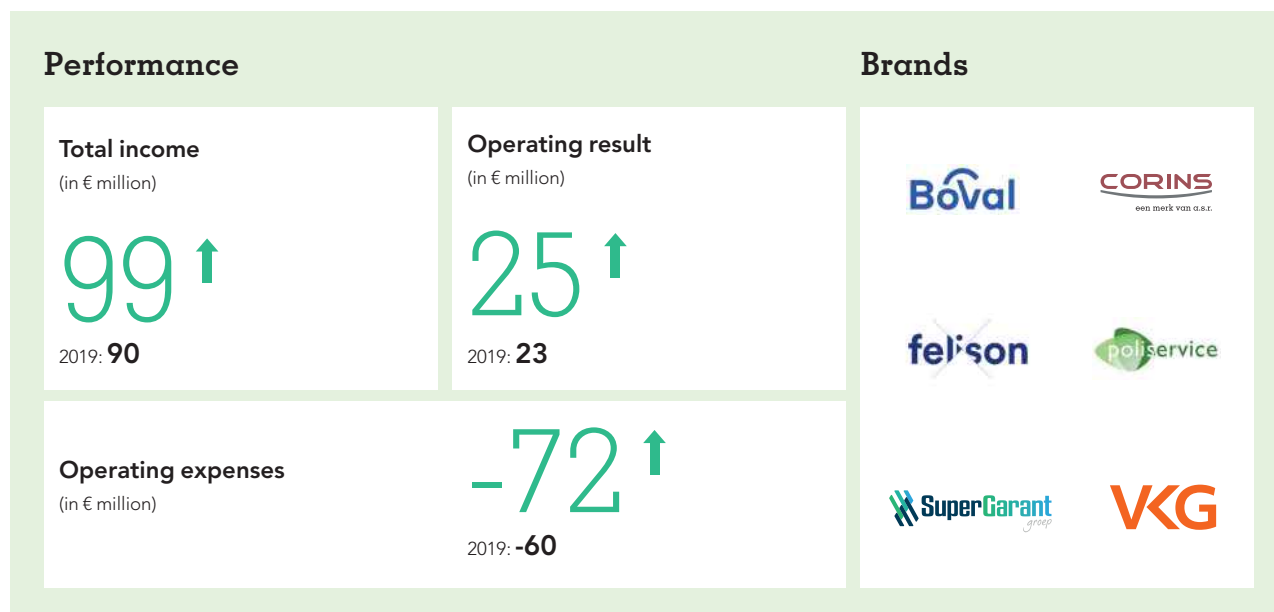 Performance
Total income
(in € million)
99
2019: 90
Operating result
(in € million)
25
2019: 23
Operating expenses
(in € million)
-72
2019: -60
Brands
Boval
CORINS
een merk van a.s.r.
felison
poliservice
SuperGarant
groep
VKG